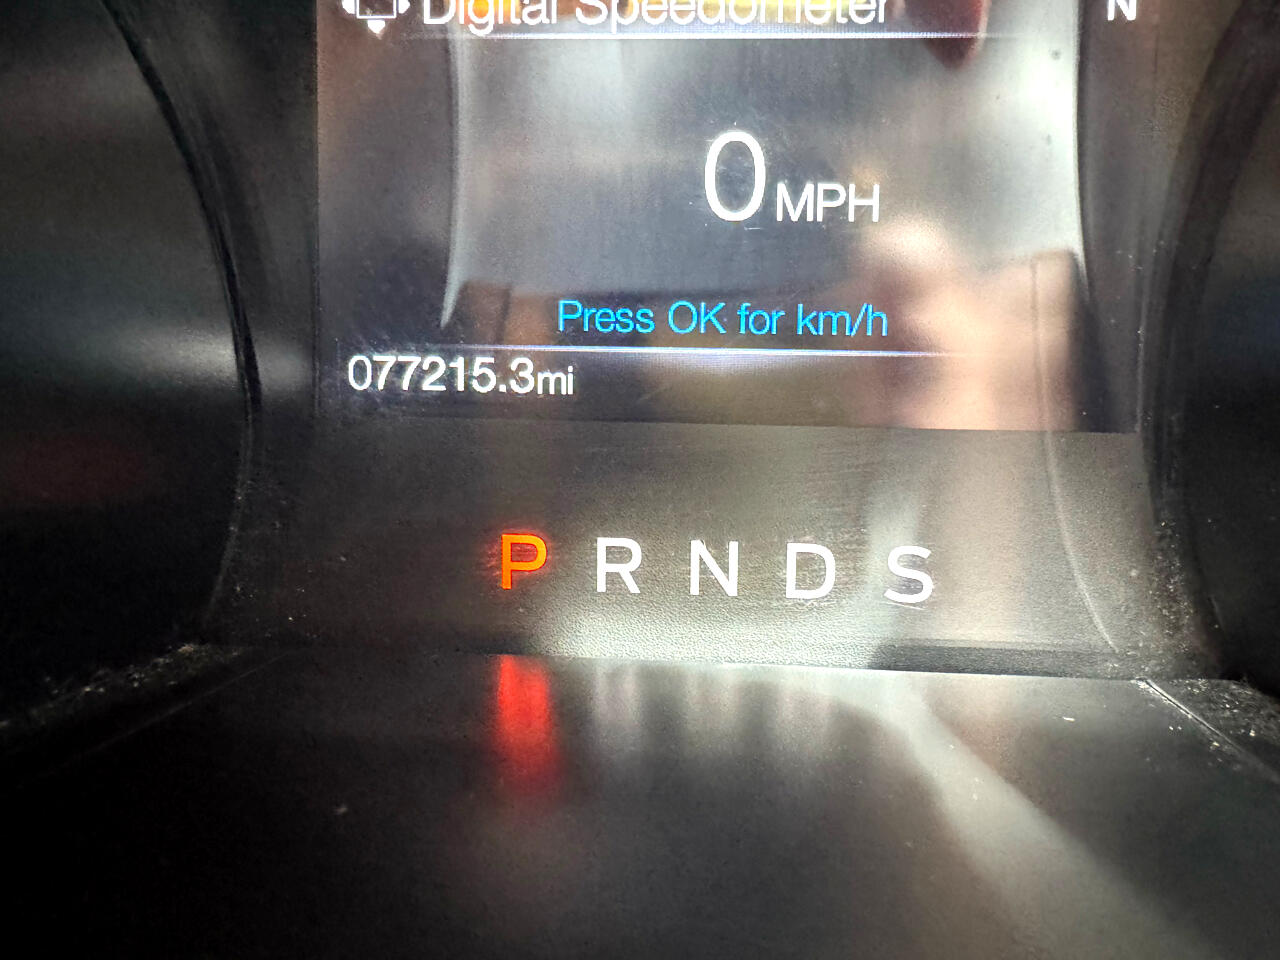 Digital Speedometer N
0 MPH
Press OK for km/h
077215.3mi
P R N D S